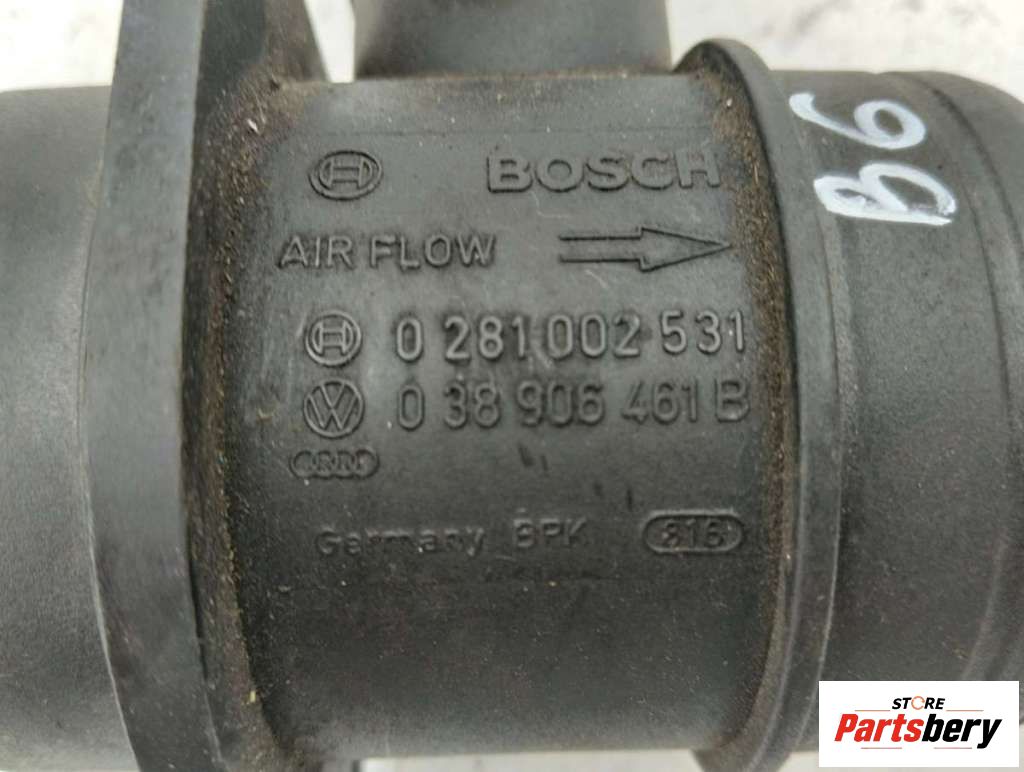 BOSCH
B6
AIR FLOW
0 281 002 531
0 38 906 461 B
Germany BPK 816
STORE
Partsbery